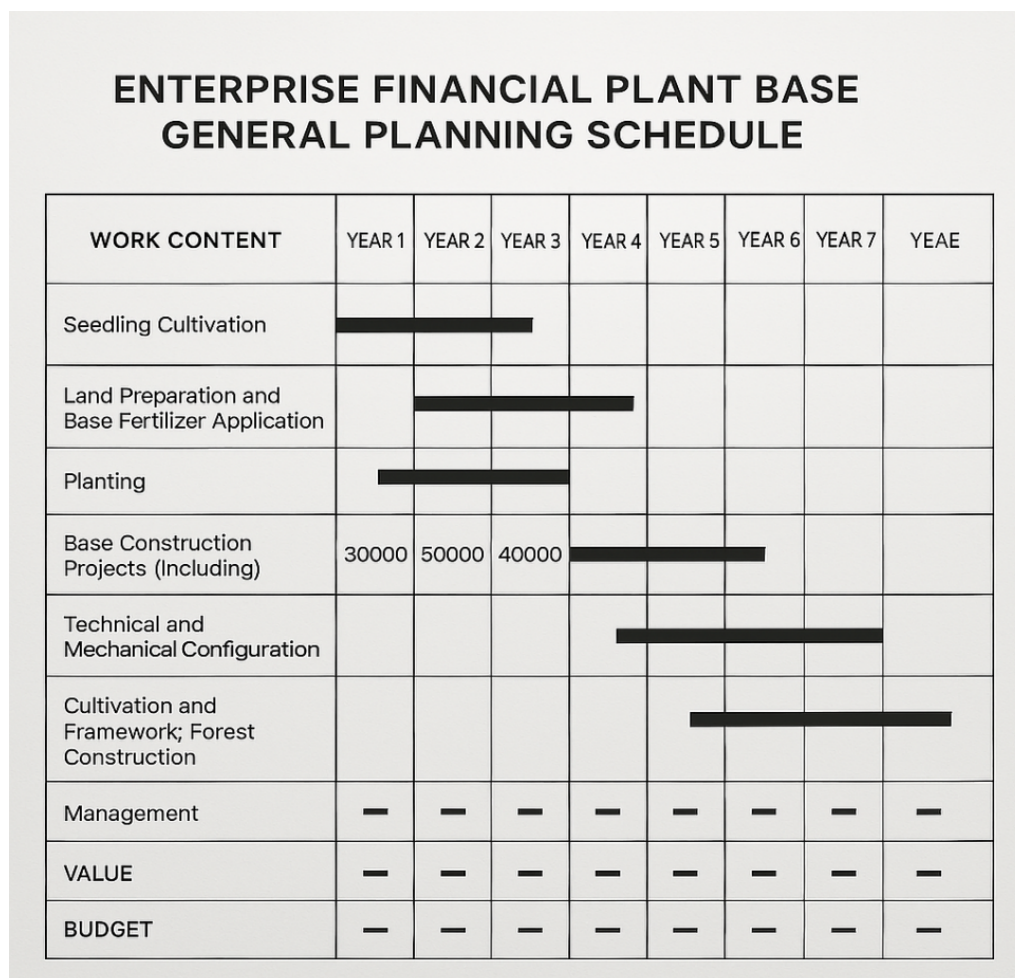 ENTERPRISE FINANCIAL PLANT BASE
GENERAL PLANNING SCHEDULE
WORK CONTENT YEAR 1 YEAR 2 YEAR 3 YEAR 4 YEAR 5 YEAR 6 YEAR 7 YEAE
Seedling Cultivation
Land Preparation and
Base Fertilizer Application
Planting
Base Construction
Projects (Including) 30000 50000 40000
Technical and
Mechanical Configuration
Cultivation and
Framework; Forest
Construction
Management – – – – – – – –
VALUE – – – – – – – –
BUDGET – – – – – – – –